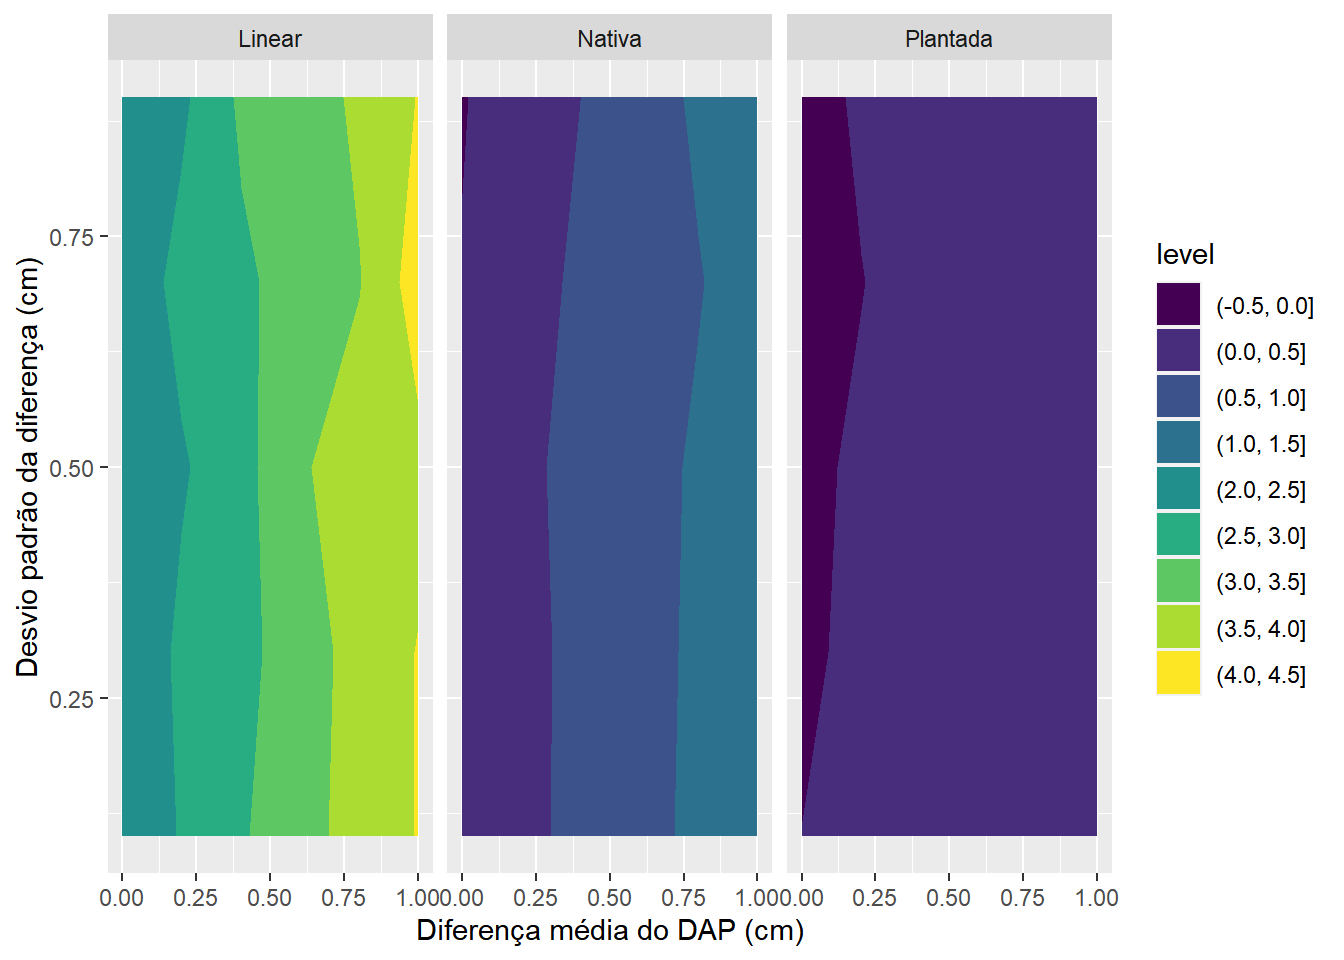 Linear Nativa Plantada
0.75
0.50
0.25
Desvio padrão da diferença (cm)
0.00 0.25 0.50 0.75 1.00 0.00 0.25 0.50 0.75 1.00 0.00 0.25 0.50 0.75 1.00
Diferença média do DAP (cm)
level
(-0.5, 0.0]
(0.0, 0.5]
(0.5, 1.0]
(1.0, 1.5]
(2.0, 2.5]
(2.5, 3.0]
(3.0, 3.5]
(3.5, 4.0]
(4.0, 4.5]